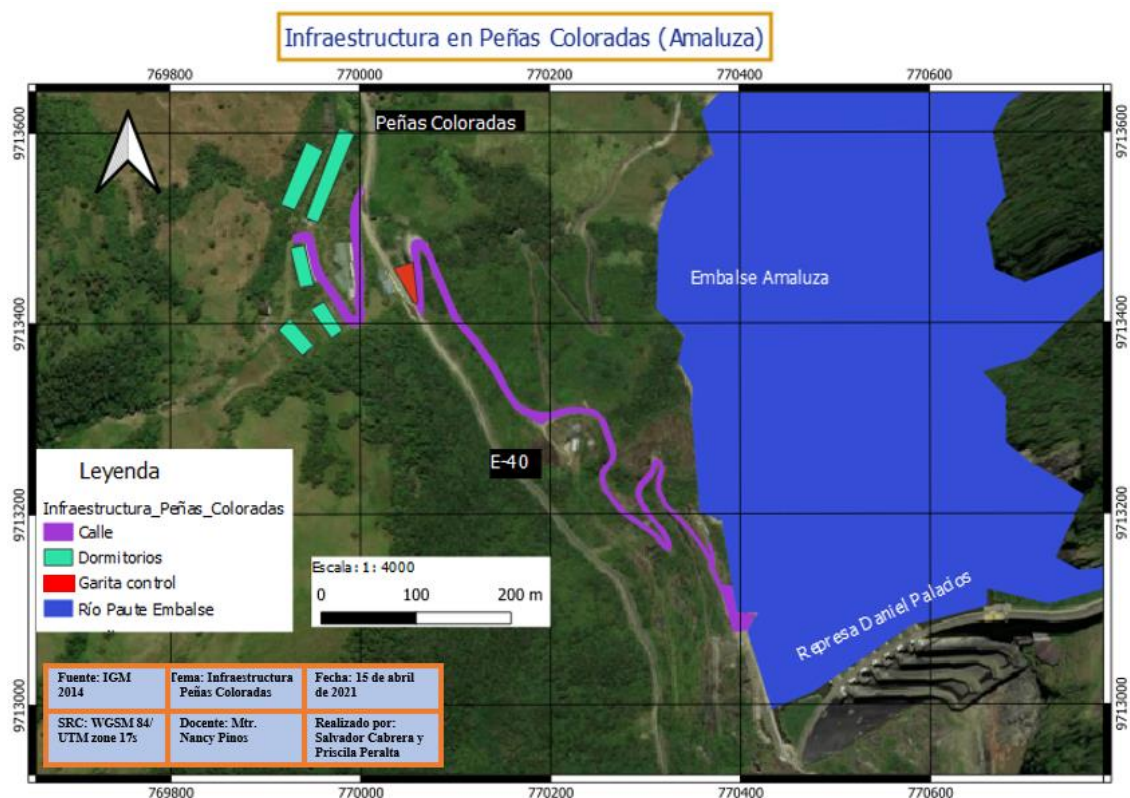 Infraestructura en Peñas Coloradas (Amaluza)
769800 770000 770200 770400 770600
9713600
9713600
Peñas Coloradas
Embalse Amaluza
9713400
9713400
E-40
Leyenda
Infraestructura_Peñas_Coloradas
Calle
Dormitorios
Garita control
Río Paute Embalse
9713200
9713200
Escala: 1: 4000
0 100 200 m
Represa Daniel Palacios
Fuente: IGM
2014
Tema: Infraestructura
Peñas Coloradas
Fecha: 15 de abril
de 2021
SRC: WGSM 84/
UTM zone 17s
Docente: Mtr.
Nancy Pinos
Realizado por:
Salvador Cabrera y
Priscila Peralta
9713000
9713000
769800 770000 770200 770400 770600